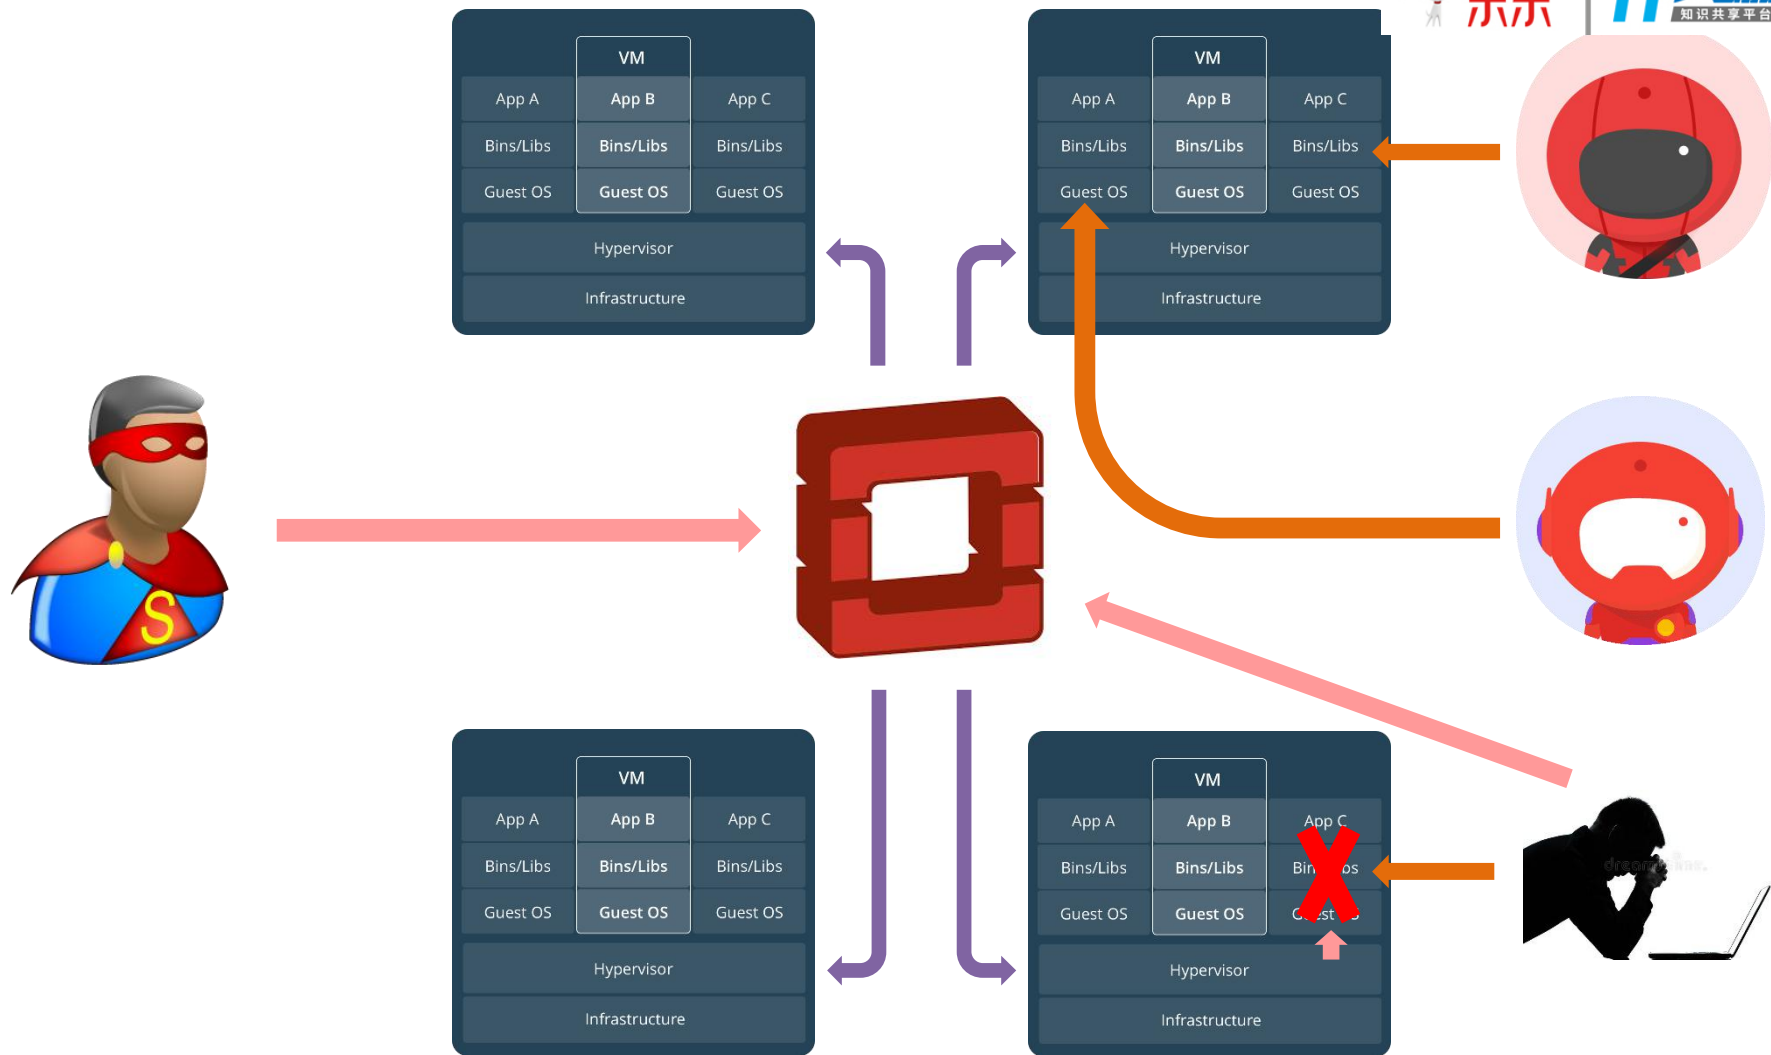 京东
知识共享平台
VM
App A App B App C
Bins/Libs Bins/Libs Bins/Libs
Guest OS Guest OS Guest OS
Hypervisor
Infrastructure
VM
App A App B App C
Bins/Libs Bins/Libs Bins/Libs
Guest OS Guest OS Guest OS
Hypervisor
Infrastructure
S
VM
App A App B App C
Bins/Libs Bins/Libs Bins/Libs
Guest OS Guest OS Guest OS
Hypervisor
Infrastructure
VM
App A App B App C
Bins/Libs Bins/Libs
Guest OS Guest OS
Hypervisor
Infrastructure